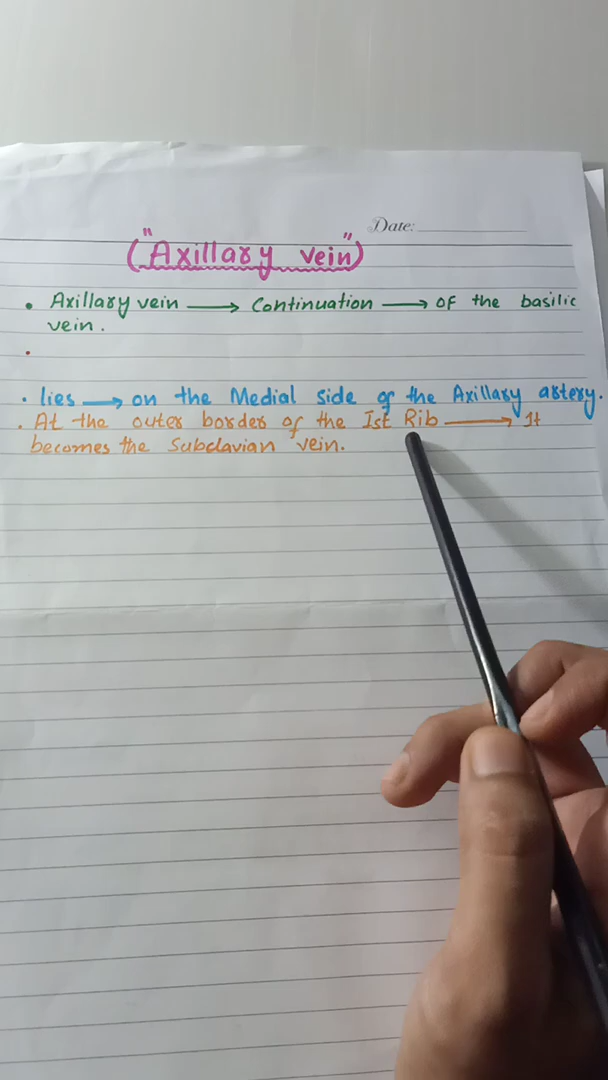 Date:
("Axillary vein")
• Axillary vein → Continuation → of the basilic
vein.
•
• lies → on the Medial side of the Axillary artery.
• At the outer border of the Ist Rib → It
becomes the Subclavian vein.